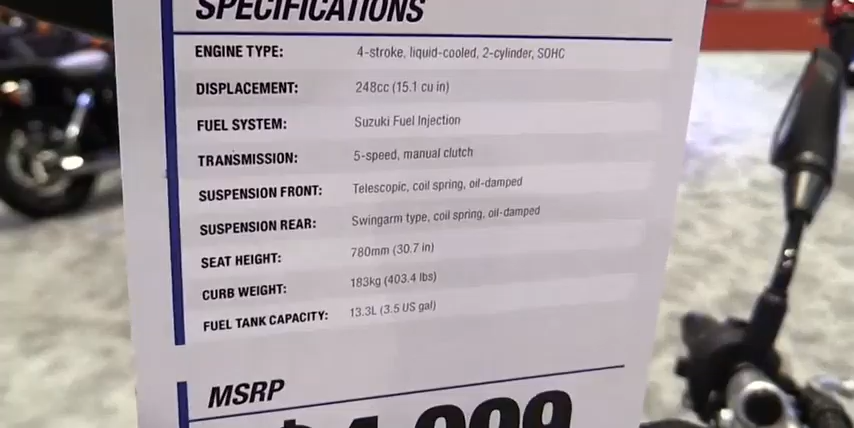 SPECIFICATIONS
ENGINE TYPE: 4-stroke, liquid-cooled, 2-cylinder, SOHC
DISPLACEMENT: 248cc (15.1 cu in)
FUEL SYSTEM: Suzuki Fuel Injection
TRANSMISSION: 5-speed, manual clutch
SUSPENSION FRONT: Telescopic, coil spring, oil-damped
SUSPENSION REAR: Swingarm type, coil spring, oil-damped
SEAT HEIGHT: 780mm (30.7 in)
CURB WEIGHT: 183kg (403.4 lbs)
FUEL TANK CAPACITY: 13.3L (3.5 US gal)
MSRP